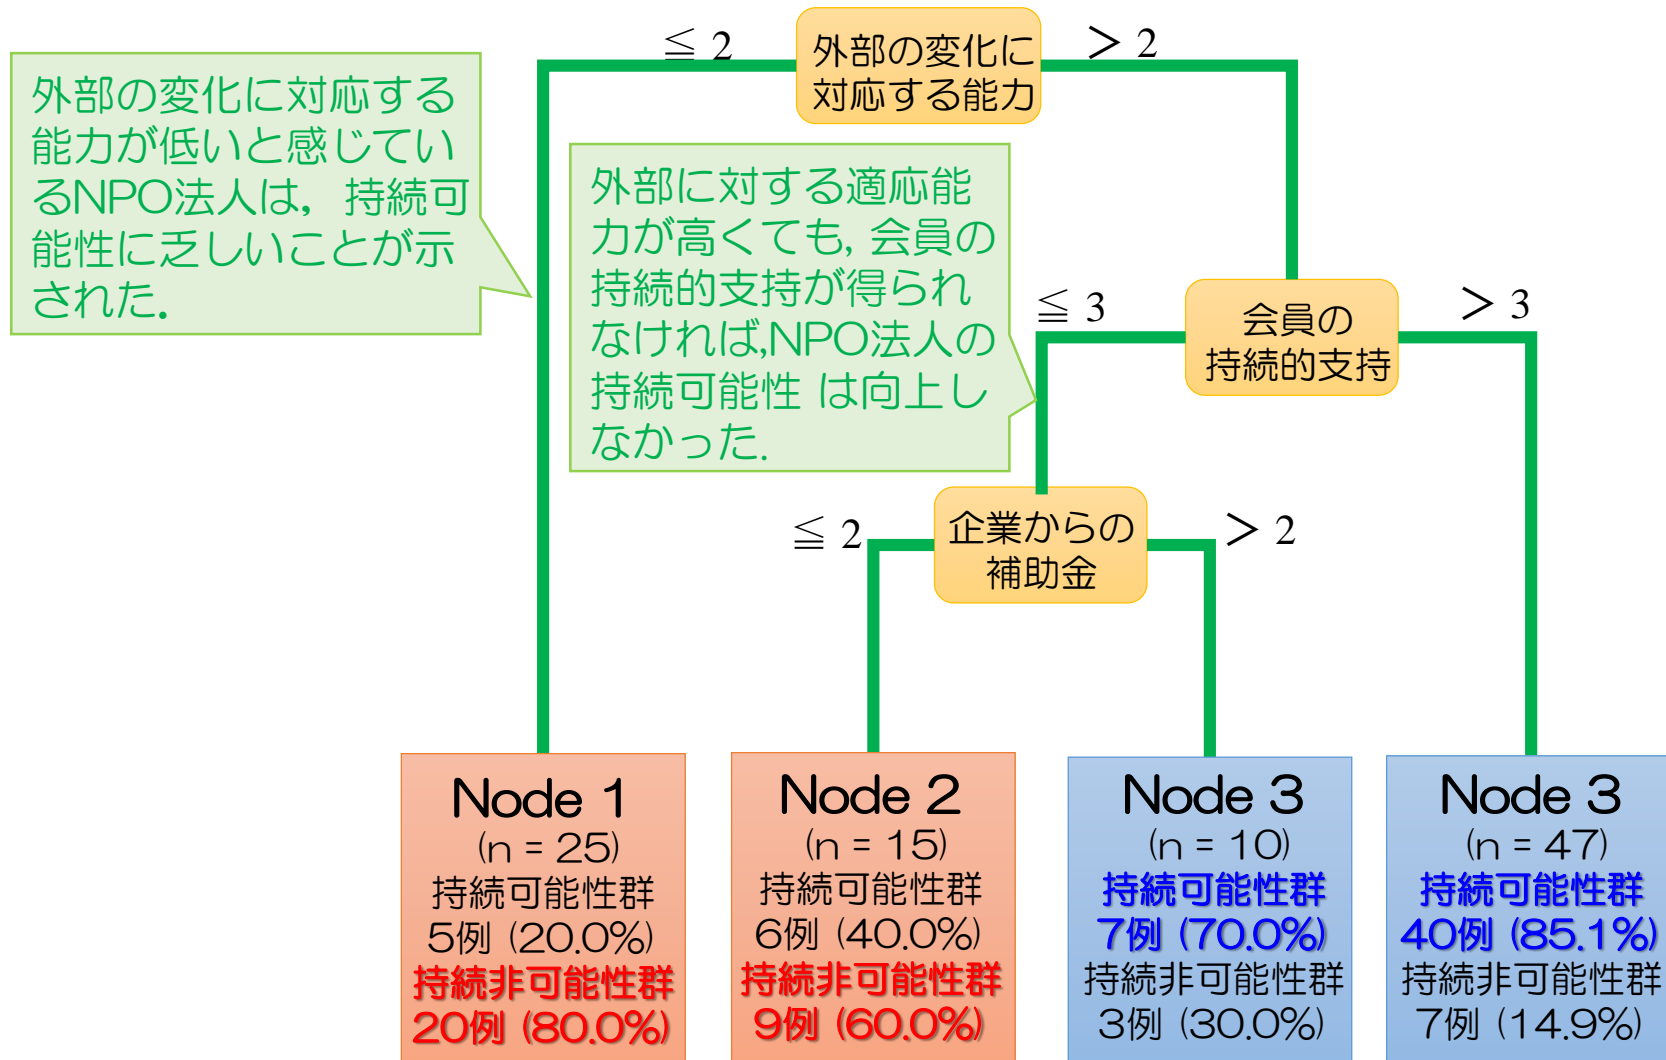 ≦ 2
外部の変化に
対応する能力
＞ 2
外部の変化に対応する
能力が低いと感じてい
るNPO法人は, 持続可
能性に乏しいことが示
された.
外部に対する適応能
力が高くても, 会員の
持続的支持が得られ
なければ,NPO法人の
持続可能性 は向上し
なかった.
≦ 3
会員の
持続的支持
＞ 3
≦ 2
企業からの
補助金
＞ 2
Node 1
(n = 25)
持続可能性群
5例 (20.0%)
持続非可能性群
20例 (80.0%)
Node 2
(n = 15)
持続可能性群
6例 (40.0%)
持続非可能性群
9例 (60.0%)
Node 3
(n = 10)
持続可能性群
7例 (70.0%)
持続非可能性群
3例 (30.0%)
Node 3
(n = 47)
持続可能性群
40例 (85.1%)
持続非可能性群
7例 (14.9%)